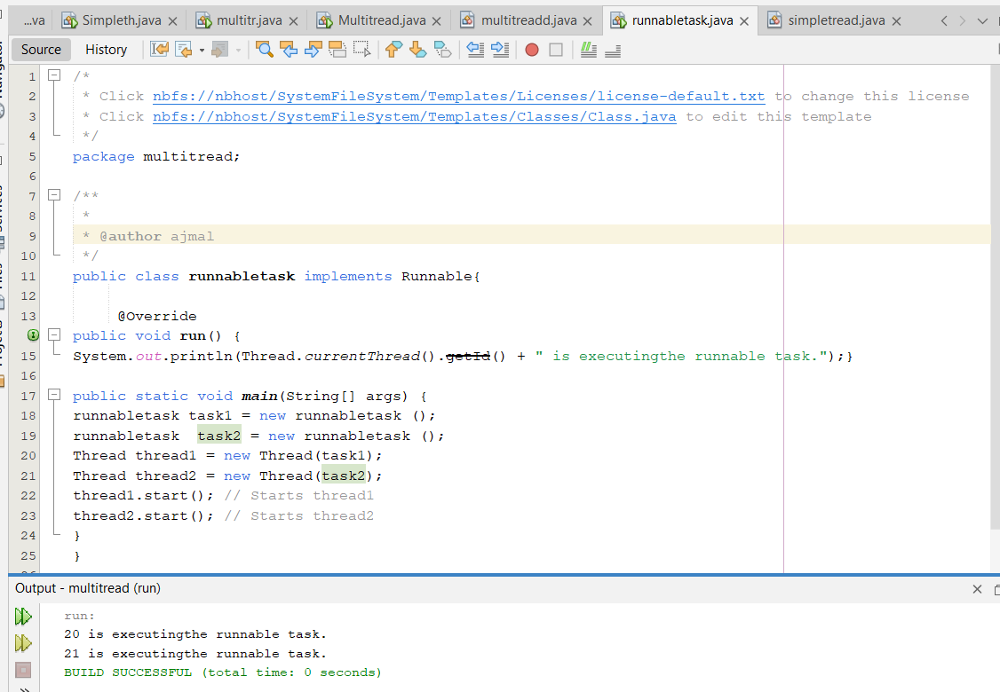 ...va Simpleth.java multitr.java Multitread.java multitreadd.java runnabletask.java simpletread.java
Source History
1 /*
2 * Click nbfs://nbhost/SystemFileSystem/Templates/Licenses/license-default.txt to change this license
3 * Click nbfs://nbhost/SystemFileSystem/Templates/Classes/Class.java to edit this template
4 */
5 package multitread;
6
7 /**
8 *
9 * @author ajmal
10 */
11 public class runnabletask implements Runnable{
12
13 @Override
public void run() {
15 System.out.println(Thread.currentThread().getId() + " is executingthe runnable task.");}
16
17 public static void main(String[] args) {
18 runnabletask task1 = new runnabletask ();
19 runnabletask  task2 = new runnabletask ();
20 Thread thread1 = new Thread(task1);
21 Thread thread2 = new Thread(task2);
22 thread1.start(); // Starts thread1
23 thread2.start(); // Starts thread2
24 }
25 }
Output - multitread (run)
run:
20 is executingthe runnable task.
21 is executingthe runnable task.
BUILD SUCCESSFUL (total time: 0 seconds)